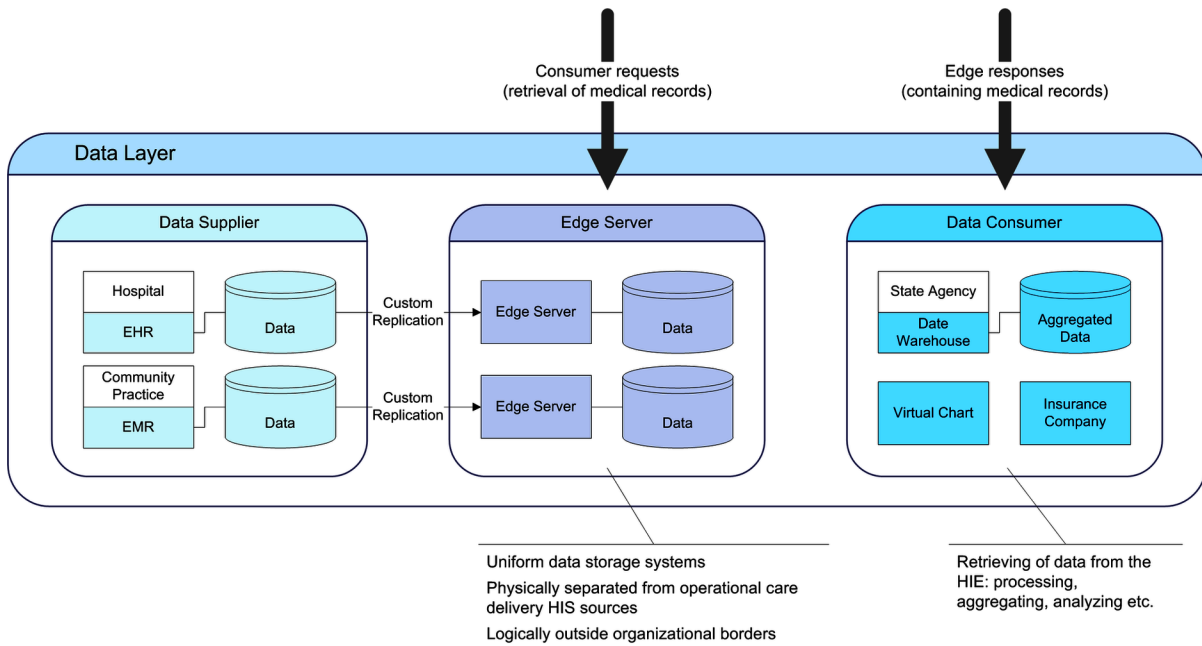 Consumer requests
(retrieval of medical records)
Edge responses
(containing medical records)
Data Layer
Data Supplier
Hospital
EHR
Data
Community
Practice
EMR
Data
Custom
Replication
Custom
Replication
Edge Server
Edge Server
Data
Edge Server
Data
Data Consumer
State Agency
Date
Warehouse
Aggregated
Data
Virtual Chart
Insurance
Company
Uniform data storage systems
Physically separated from operational care
delivery HIS sources
Logically outside organizational borders
Retrieving of data from the
HIE: processing,
aggregating, analyzing etc.